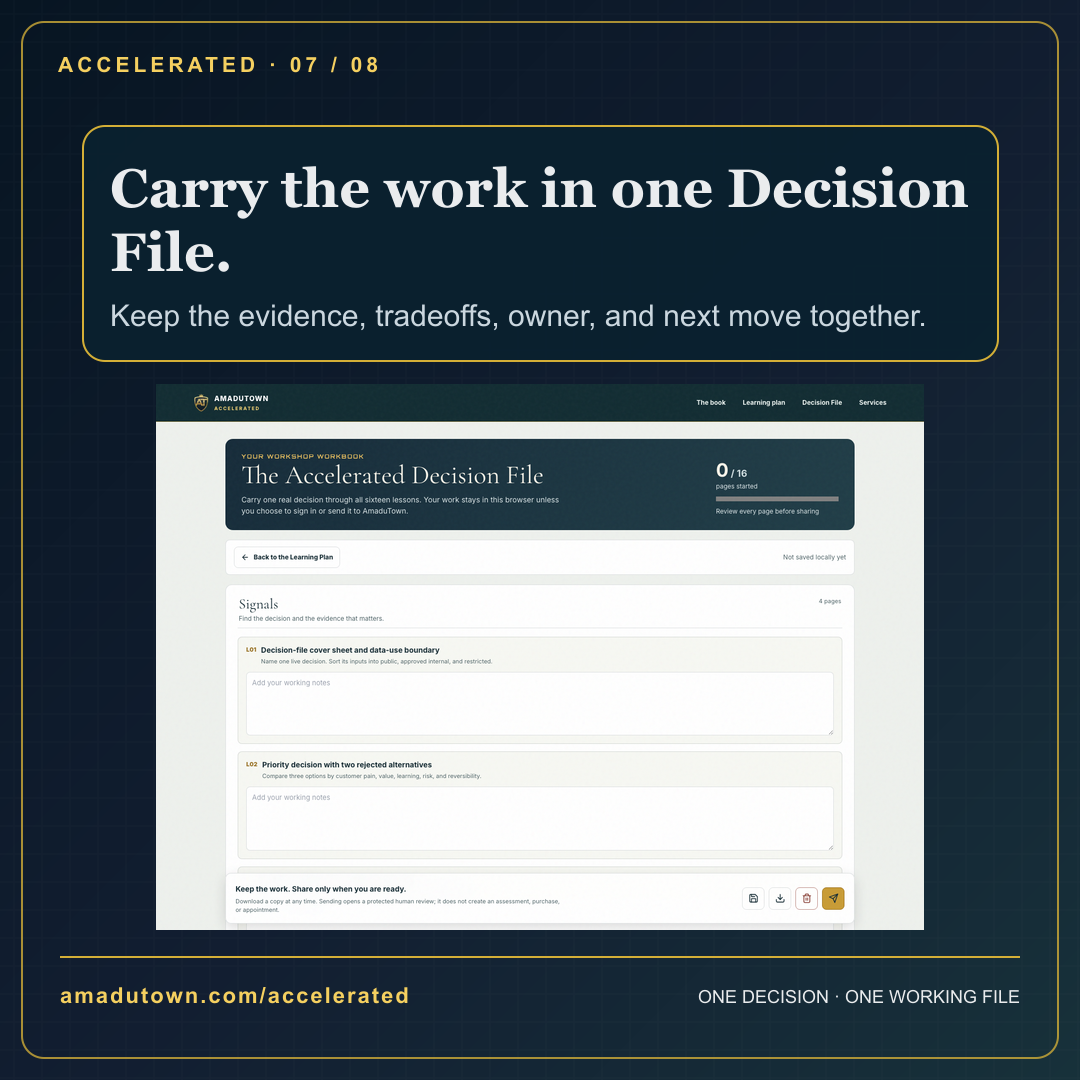 ACCELERATED · 07 / 08
Carry the work in one Decision
File.
Keep the evidence, tradeoffs, owner, and next move together.
AMADUTOWN
ACCELERATED
The book
Learning plan
Decision File
Services
YOUR WORKSHOP WORKBOOK
The Accelerated Decision File
Carry one real decision through all sixteen lessons. Your work stays in this browser unless
you choose to sign in or send it to AmaduTown.
0 / 16
pages started
Review every page before sharing
← Back to the Learning Plan
Not saved locally yet
Signals
4 pages
Find the decision and the evidence that matters.
L01 Decision-file cover sheet and data-use boundary
Name one live decision. Sort its inputs into public, approved internal, and restricted.
Add your working notes
L02 Priority decision with two rejected alternatives
Compare three options by customer pain, value, learning, risk, and reversibility.
Add your working notes
Keep the work. Share only when you are ready.
Download a copy at any time. Sending opens a protected human review; it does not create an assessment, purchase,
or appointment.
amadutown.com/accelerated
ONE DECISION · ONE WORKING FILE